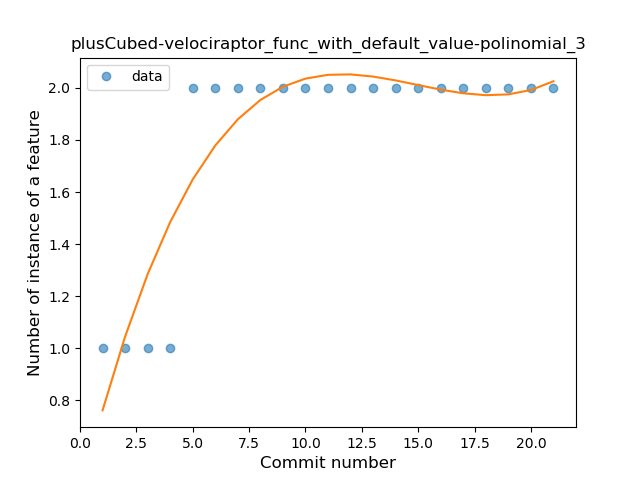 plusCubed-velociraptor_func_with_default_value-polinomial_3
data
2.0
1.8
1.6
1.4
1.2
1.0
0.8
Number of instance of a feature
0.0 2.5 5.0 7.5 10.0 12.5 15.0 17.5 20.0
Commit number